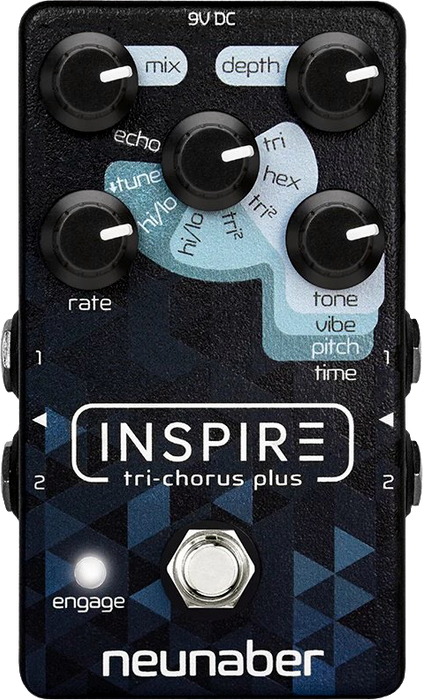 9V DC
mix
depth
echo
tri
↓tune
hex
hi/lo
tri²
hi/lo
tri²
rate
tone
vibe
pitch
time
1
1
INSPIRE
tri-chorus plus
2
2
engage
neunaber